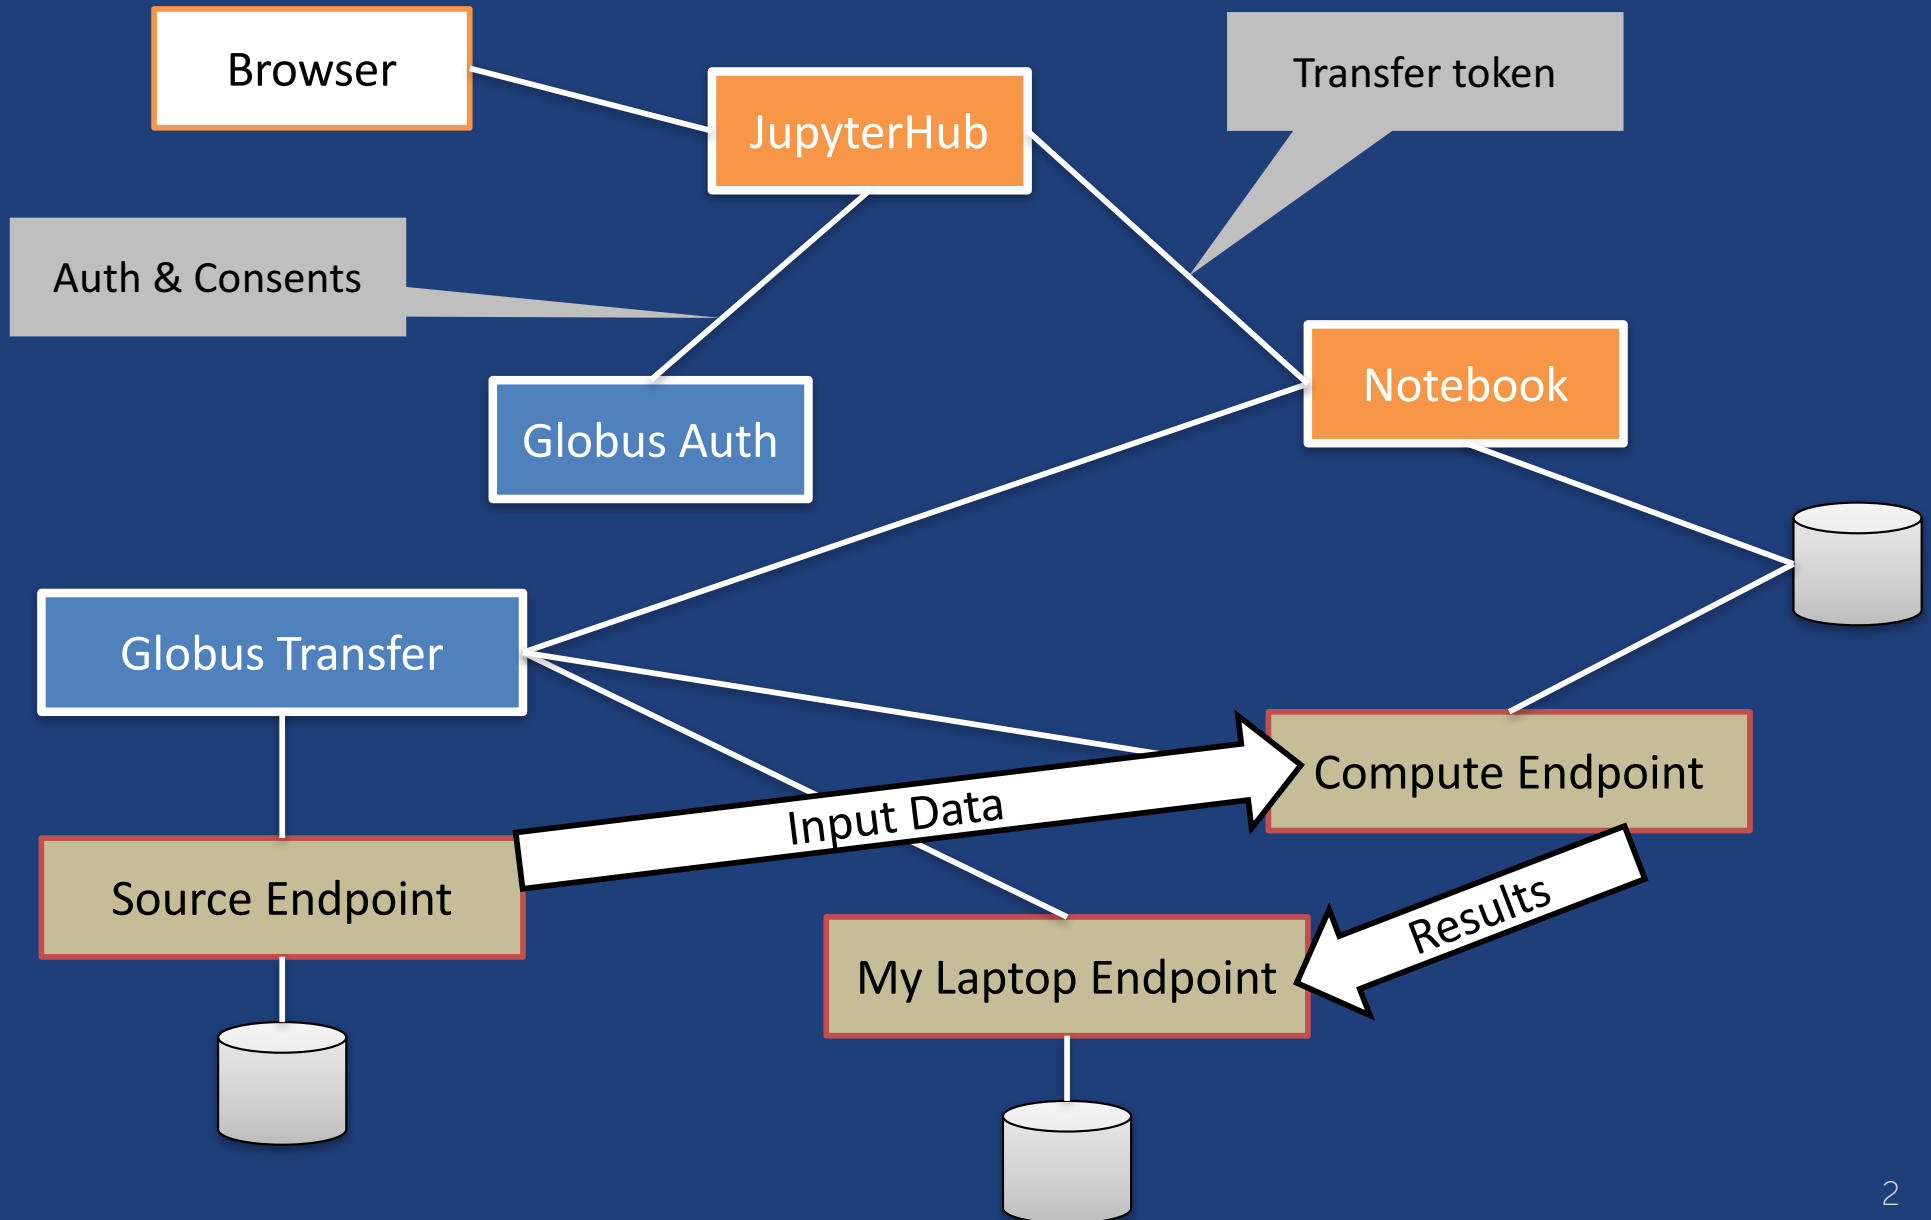 Browser
JupyterHub
Transfer token
Auth & Consents
Notebook
Globus Auth
Globus Transfer
Compute Endpoint
Input Data
Source Endpoint
Results
My Laptop Endpoint
2